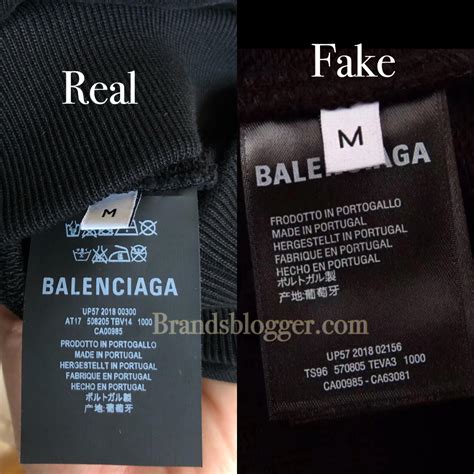 Real
M
BALENCIAGA
UP57 2018 00300
AT17 508205 TBV14 1000
CA00985
PRODOTTO IN PORTOGALLO
MADE IN PORTUGAL
HERGESTELLT IN PORTUGAL
FABRIQUE EN PORTUGAL
HECHO EN PORTUGAL
ポルトガル製
产地:葡萄牙
Fake
M
BALENCIAGA
PRODOTTO IN PORTOGALLO
MADE IN PORTUGAL
HERGESTELLT IN PORTUGAL
FABRIQUE EN PORTUGAL
HECHO EN PORTUGAL
ポルトガル製
产地:葡萄牙
UP57 2018 02156
TS96 570805 TEVA3 1000
CA00985 - CA63081
Brandsblogger.com